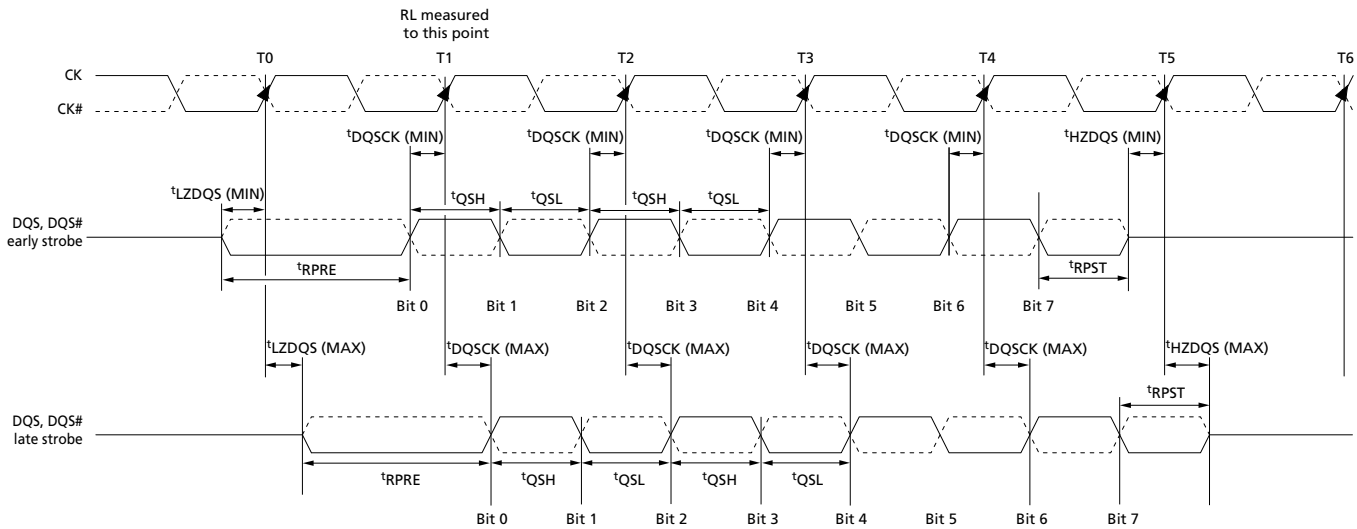 RL measured
to this point
T0 T1 T2 T3 T4 T5 T6
CK
CK#
tDQSCK (MIN) tDQSCK (MIN) tDQSCK (MIN) tDQSCK (MIN) tHZDQS (MIN)
tLZDQS (MIN)
tQSH tQSL tQSH tQSL
DQS, DQS#
early strobe
tRPRE tRPST
Bit 0 Bit 1 Bit 2 Bit 3 Bit 4 Bit 5 Bit 6 Bit 7
tLZDQS (MAX) tDQSCK (MAX) tDQSCK (MAX) tDQSCK (MAX) tDQSCK (MAX) tHZDQS (MAX)
tRPST
DQS, DQS#
late strobe
tRPRE tQSH tQSL tQSH tQSL
Bit 0 Bit 1 Bit 2 Bit 3 Bit 4 Bit 5 Bit 6 Bit 7